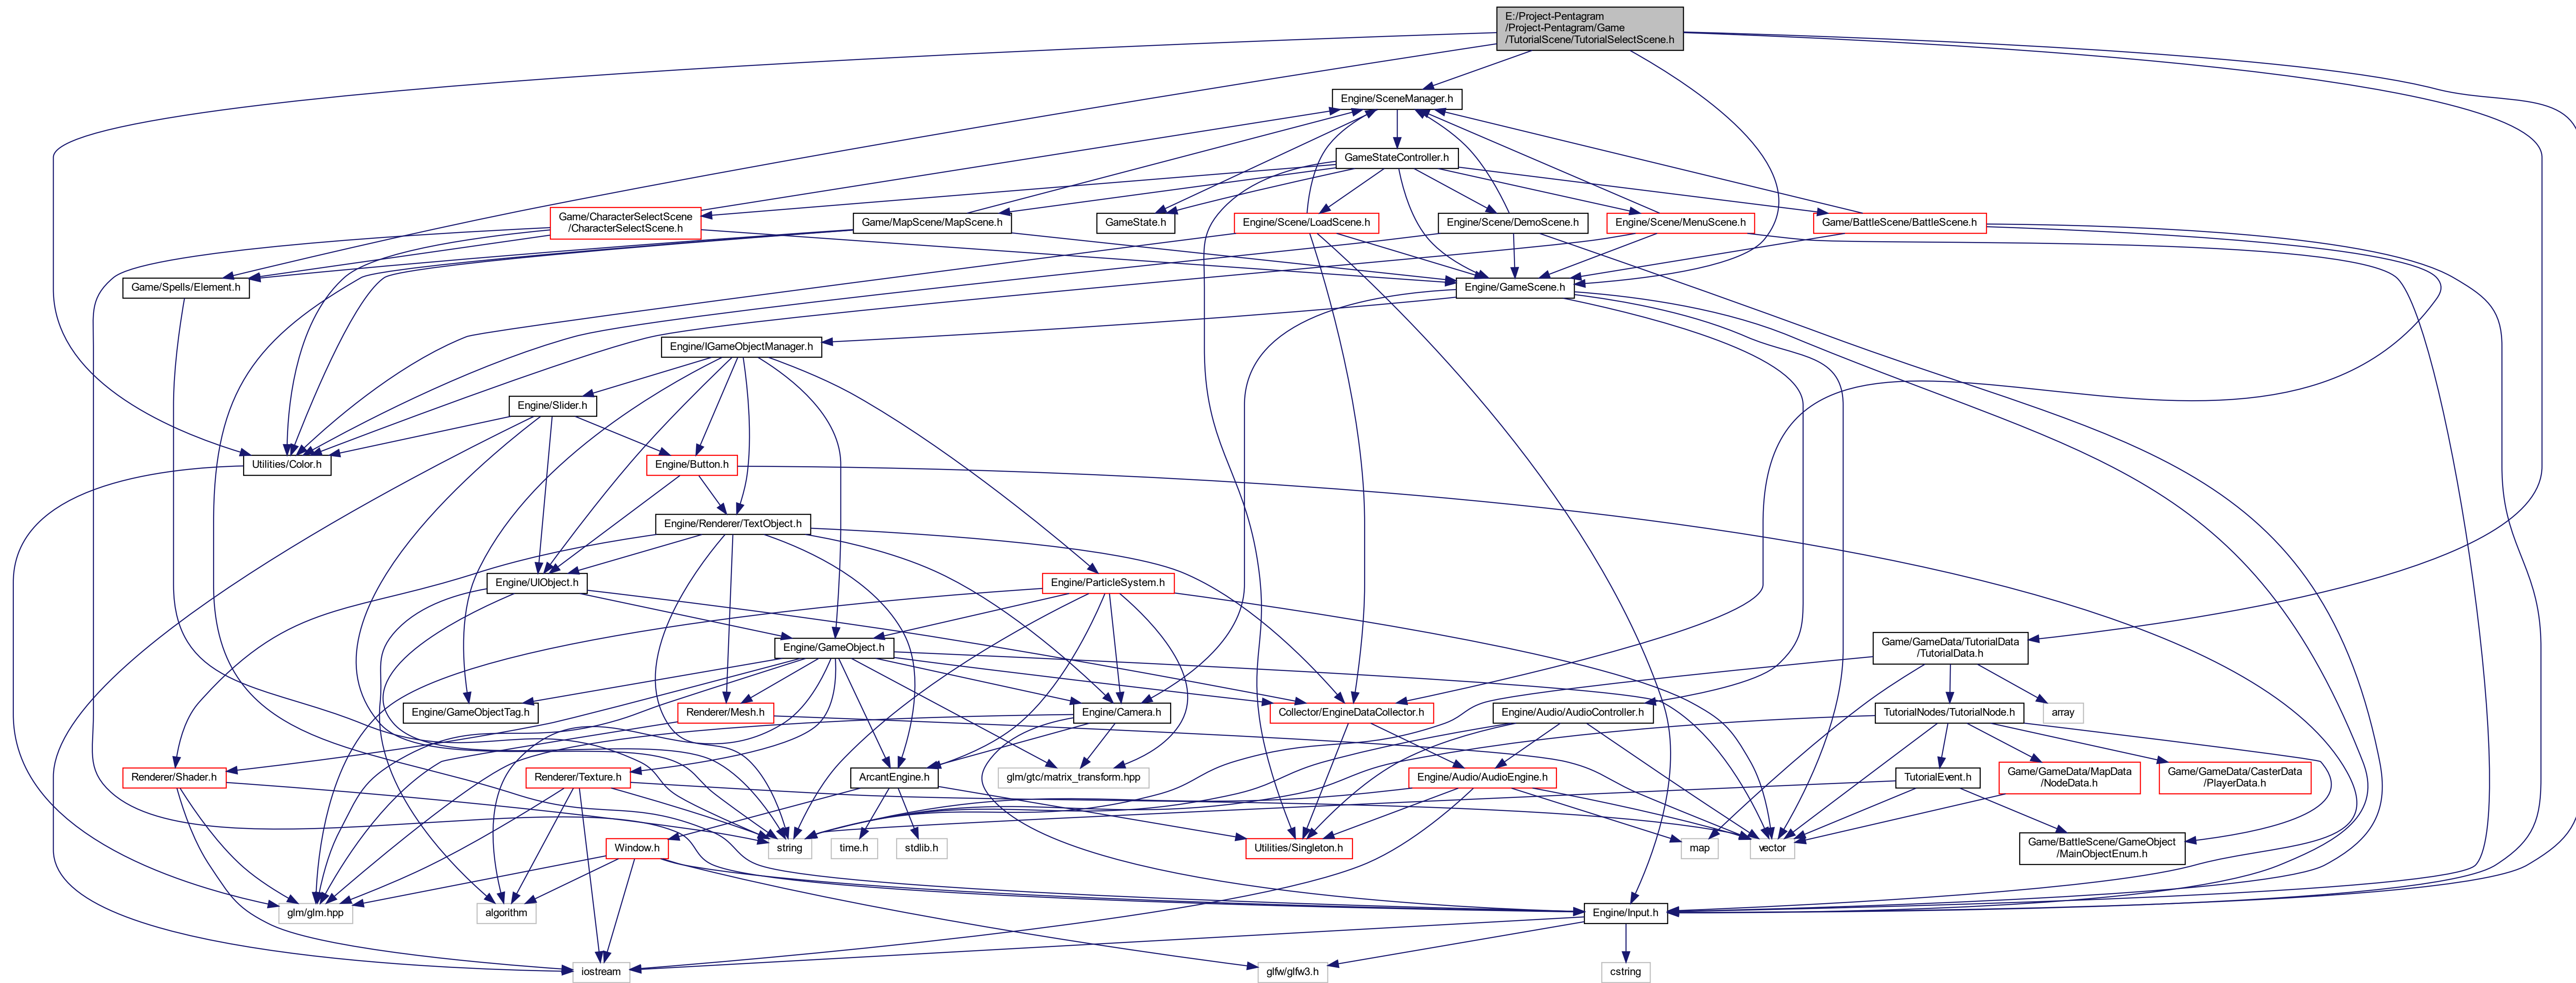 E:/Project-Pentagram
/Project-Pentagram/Game
/TutorialScene/TutorialSelectScene.h
Engine/SceneManager.h
GameStateController.h
Game/CharacterSelectScene
/CharacterSelectScene.h
Game/MapScene/MapScene.h
GameState.h
Engine/Scene/LoadScene.h
Engine/Scene/DemoScene.h
Engine/Scene/MenuScene.h
Game/BattleScene/BattleScene.h
Game/Spells/Element.h
Engine/GameScene.h
Engine/IGameObjectManager.h
Engine/Slider.h
Utilities/Color.h
Engine/Button.h
Engine/Renderer/TextObject.h
Engine/UIObject.h
Engine/ParticleSystem.h
Engine/GameObject.h
Game/GameData/TutorialData
/TutorialData.h
Engine/GameObjectTag.h
Renderer/Mesh.h
Engine/Camera.h
Collector/EngineDataCollector.h
Engine/Audio/AudioController.h
TutorialNodes/TutorialNode.h
array
Renderer/Shader.h
Renderer/Texture.h
ArcantEngine.h
glm/gtc/matrix_transform.hpp
Engine/Audio/AudioEngine.h
TutorialEvent.h
Game/GameData/MapData
/NodeData.h
Game/GameData/CasterData
/PlayerData.h
Window.h
string
time.h
stdlib.h
Utilities/Singleton.h
map
vector
Game/BattleScene/GameObject
/MainObjectEnum.h
glm/glm.hpp
algorithm
Engine/Input.h
iostream
glfw/glfw3.h
cstring